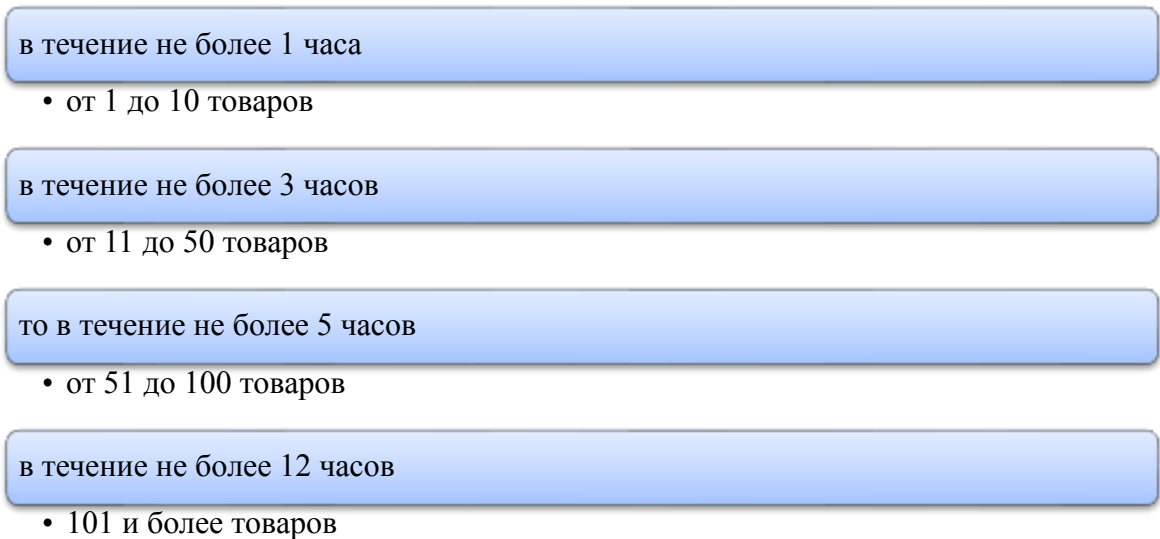 в течение не более 1 часа
• от 1 до 10 товаров
в течение не более 3 часов
• от 11 до 50 товаров
то в течение не более 5 часов
• от 51 до 100 товаров
в течение не более 12 часов
• 101 и более товаров